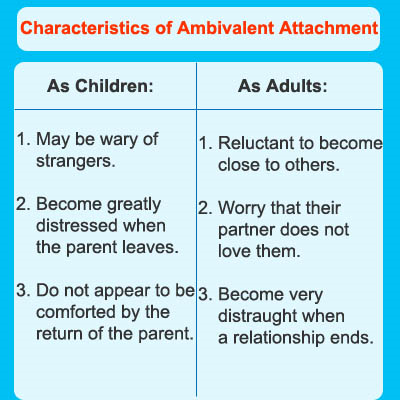 Characteristics of Ambivalent Attachment
As Children:
1. May be wary of
strangers.
2. Become greatly
distressed when
the parent leaves.
3. Do not appear to be
comforted by the
return of the parent.
As Adults:
1. Reluctant to become
close to others.
2. Worry that their
partner does not
love them.
3. Become very
distraught when
a relationship ends.